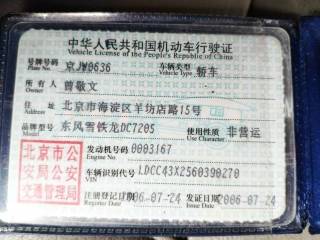 中华人民共和国机动车行驶证
Vehicle License of the People's Republic of China
号牌号码 京JW0636 车辆类型 轿车
Plate No. Vehicle Type
所有人 曾敬文
Owner
住址 北京市海淀区羊坊店路15号
Address
品牌型号 东风雪铁龙DC7205 使用性质 非营运
Model Use Character
北京市公安局公安交通管理局
发动机号码 0003167
Engine No.
车辆识别代号 LDCC43X2560390270
VIN
注册登记日期 2006-07-24 发证日期 2006-07-24
Register Date Issue Date